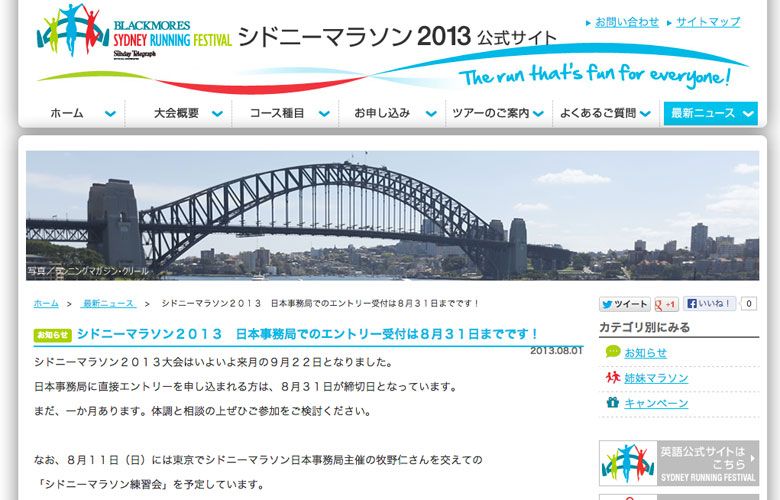 BLACKMORES
SYDNEY RUNNING FESTIVAL
Sunday Telegraph
シドニーマラソン2013 公式サイト
お問い合わせ
サイトマップ
The run that's fun for everyone!
ホーム
大会概要
コース種目
お申し込み
ツアーのご案内
よくあるご質問
最新ニュース
写真／ランニングマガジン・クリール
ホーム > 最新ニュース > シドニーマラソン２０１３　日本事務局でのエントリー受付は８月３１日までです！
ツイート
+1
いいね！
0
お知らせ
シドニーマラソン２０１３　日本事務局でのエントリー受付は８月３１日までです！
2013.08.01
シドニーマラソン２０１３大会はいよいよ来月の９月２２日となりました。
日本事務局に直接エントリーを申し込まれる方は、８月３１日が締切日となっています。
まだ、一か月あります。体調と相談の上ぜひご参加をご検討ください。
なお、８月１１日（日）には東京でシドニーマラソン日本事務局主催の牧野仁さんを交えての
「シドニーマラソン練習会」を予定しています。
カテゴリ別にみる
お知らせ
姉妹マラソン
キャンペーン
英語公式サイトは
こちら
SYDNEY RUNNING FESTIVAL